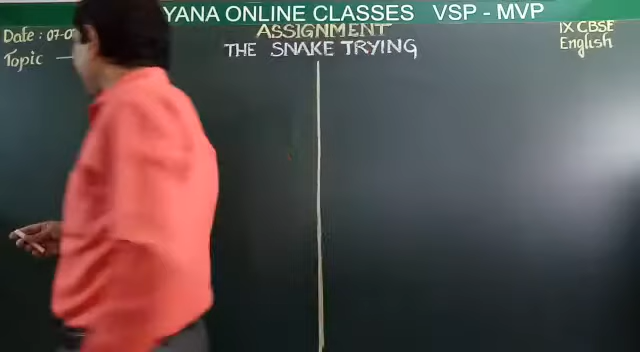 YANA ONLINE CLASSES VSP - MVP
ASSIGNMENT
THE SNAKE TRYING
Date : 07-0
Topic —
IX CBSE
English